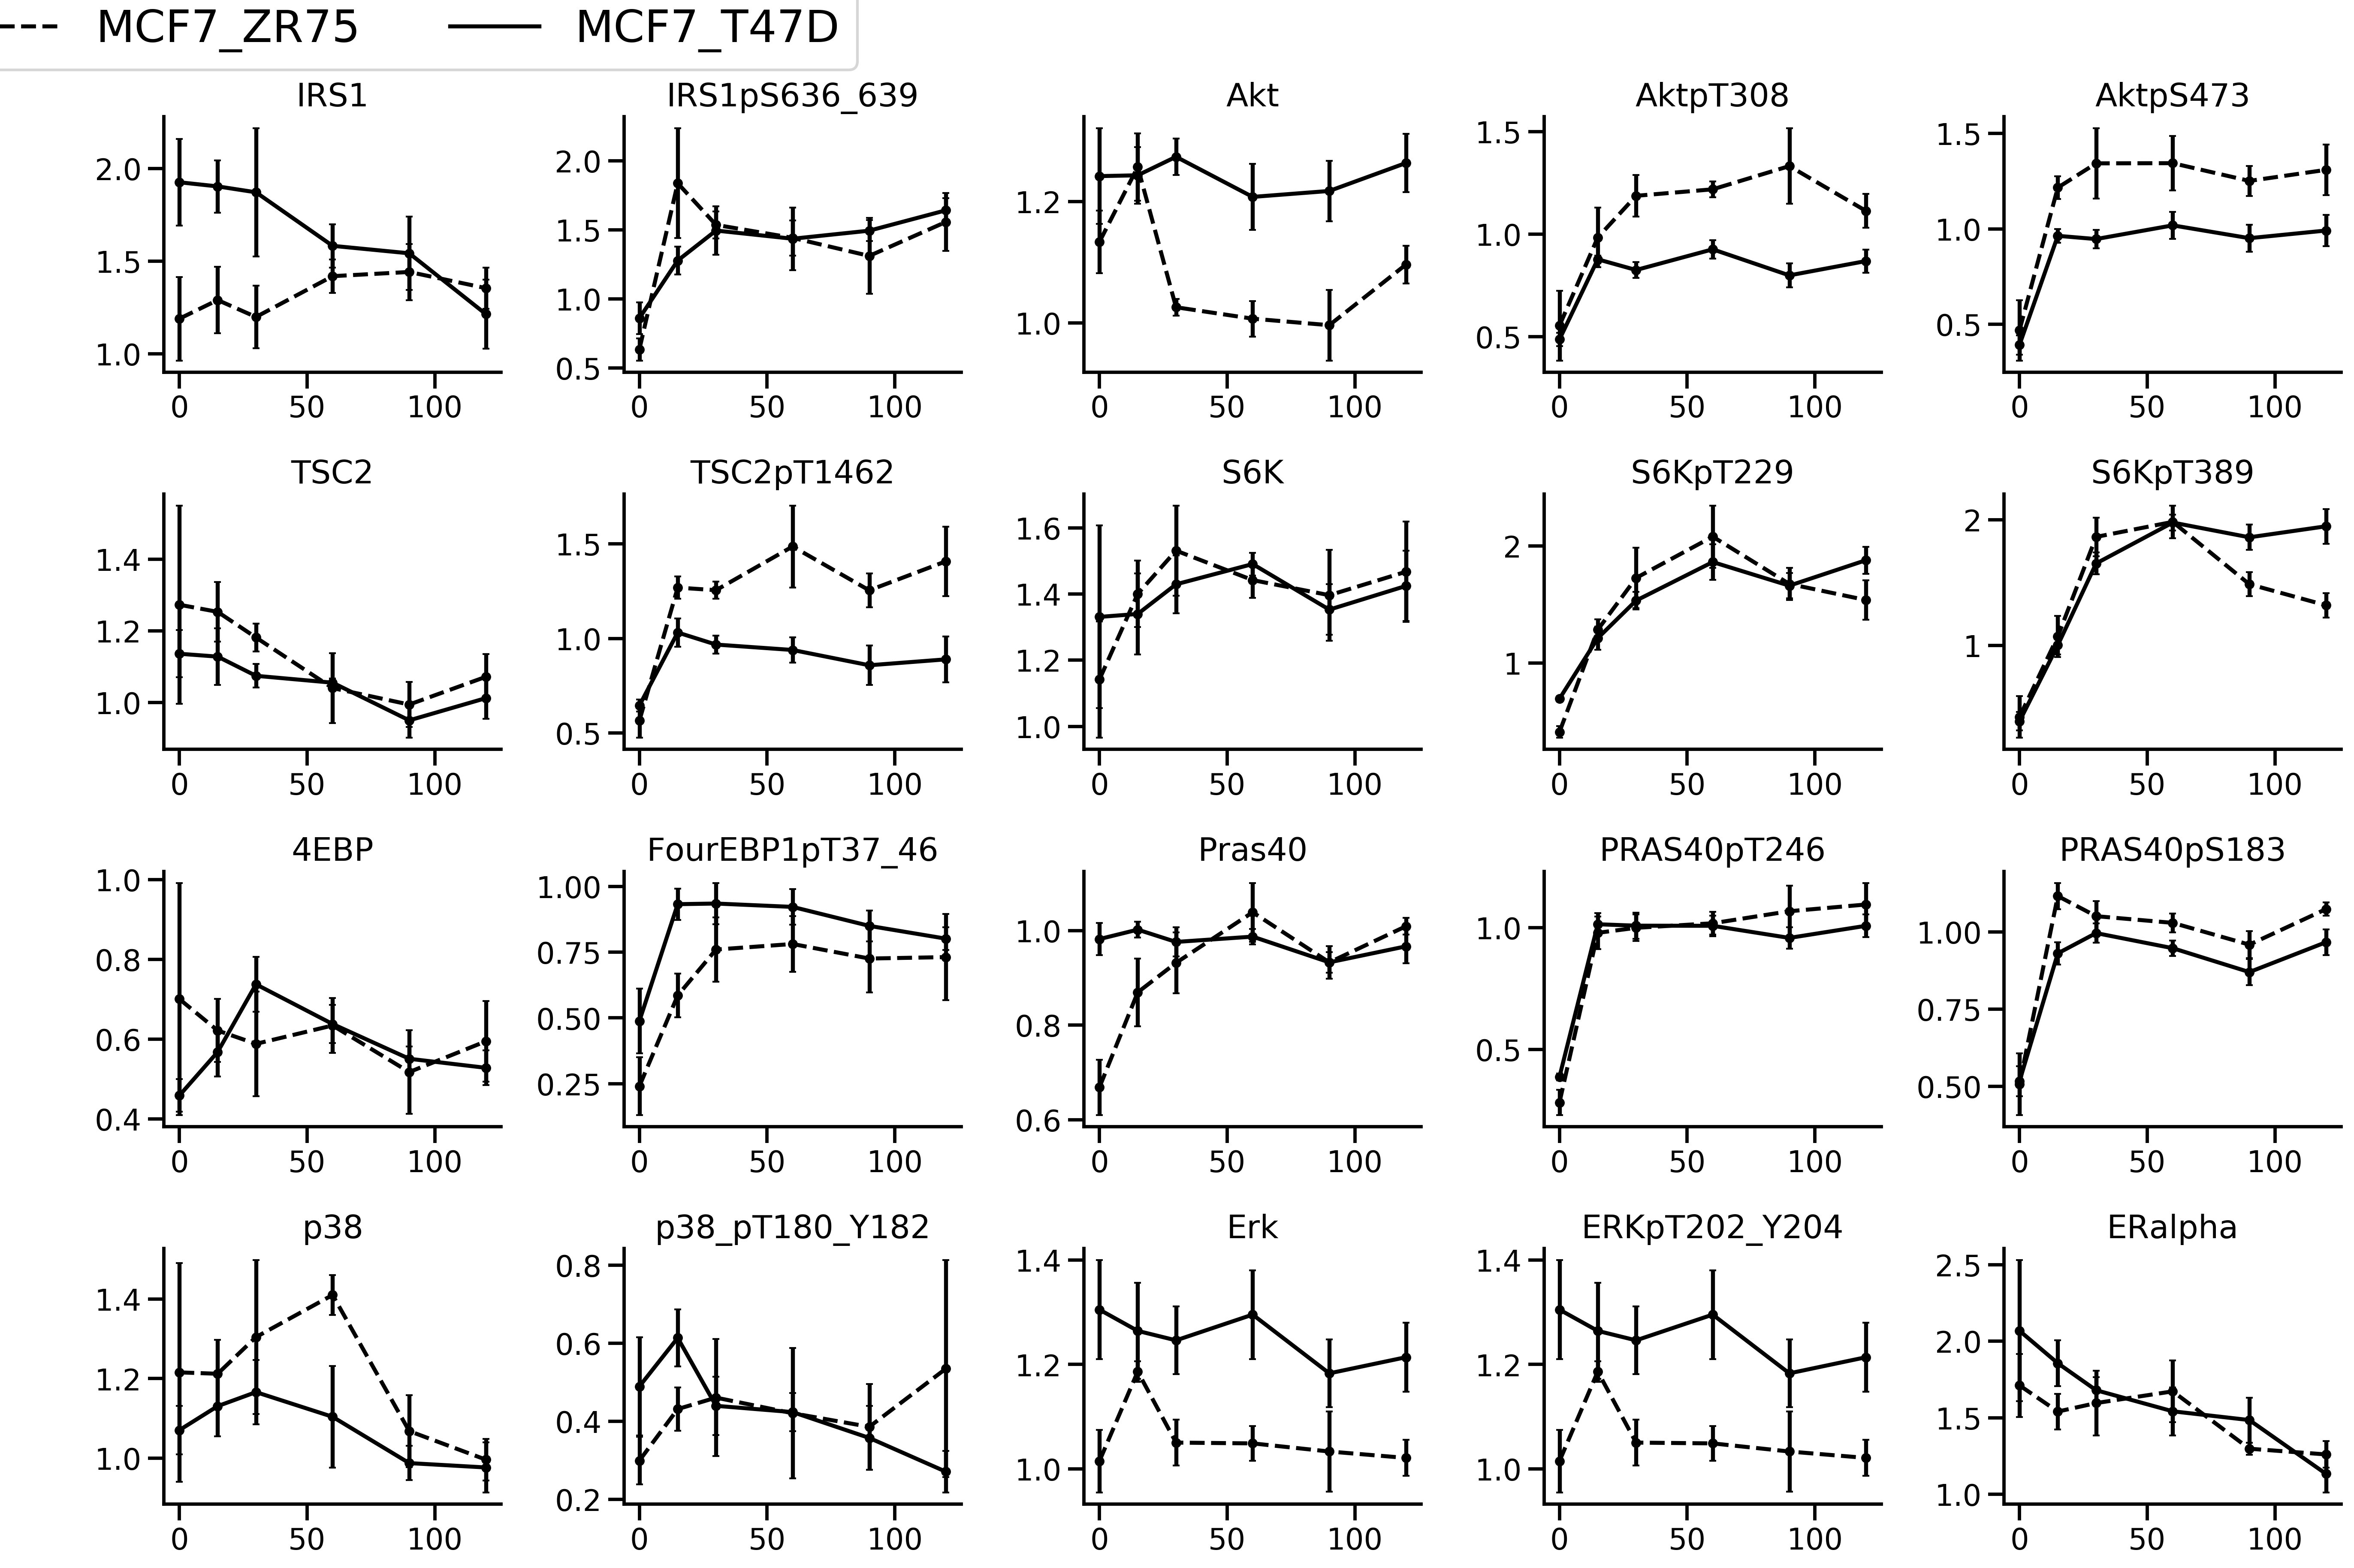 MCF7_ZR75 MCF7_T47D
IRS1 IRS1pS636_639 Akt AktpT308 AktpS473
2.0 1.5 1.0
2.0 1.5 1.0 0.5
1.2 1.0
1.5 1.0 0.5
1.5 1.0 0.5
0 50 100 0 50 100 0 50 100 0 50 100 0 50 100
TSC2 TSC2pT1462 S6K S6KpT229 S6KpT389
1.4 1.2 1.0
1.5 1.0 0.5
1.6 1.4 1.2 1.0
2 1
2 1
0 50 100 0 50 100 0 50 100 0 50 100 0 50 100
4EBP FourEBP1pT37_46 Pras40 PRAS40pT246 PRAS40pS183
1.0 0.8 0.6 0.4
1.00 0.75 0.50 0.25
1.0 0.8 0.6
1.0 0.5
1.00 0.75 0.50
0 50 100 0 50 100 0 50 100 0 50 100 0 50 100
p38 p38_pT180_Y182 Erk ERKpT202_Y204 ERalpha
1.4 1.2 1.0
0.8 0.6 0.4 0.2
1.4 1.2 1.0
1.4 1.2 1.0
2.5 2.0 1.5 1.0
0 50 100 0 50 100 0 50 100 0 50 100 0 50 100